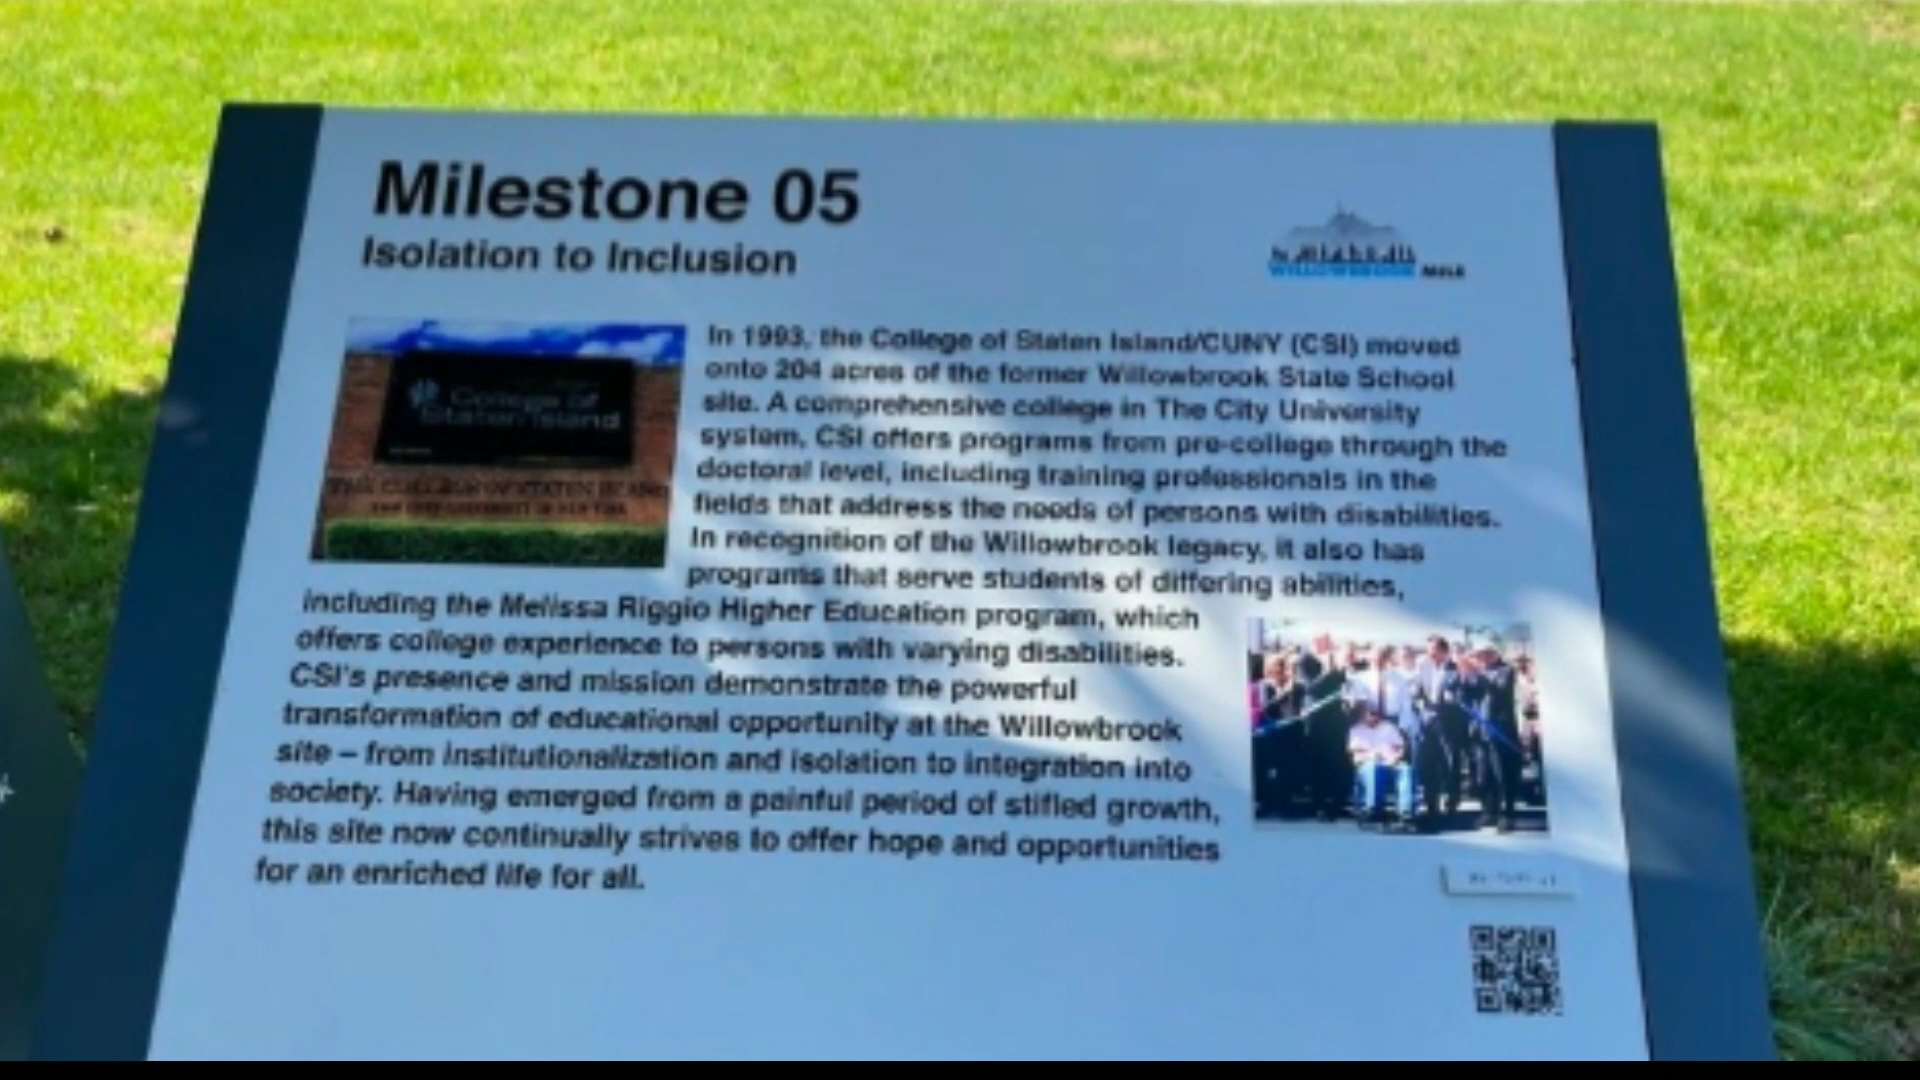 Milestone 05
Isolation to Inclusion
WILLOWBROOK MILE
College of
Staten Island
THE COLLEGE OF STATEN ISLAND
In 1993, the College of Staten Island/CUNY (CSI) moved
onto 204 acres of the former Willowbrook State School
site. A comprehensive college in The City University
system, CSI offers programs from pre-college through the
doctoral level, including training professionals in the
fields that address the needs of persons with disabilities.
In recognition of the Willowbrook legacy, it also has
programs that serve students of differing abilities,
including the Melissa Riggio Higher Education program, which
offers college experience to persons with varying disabilities.
CSI's presence and mission demonstrate the powerful
transformation of educational opportunity at the Willowbrook
site – from institutionalization and isolation to integration into
society. Having emerged from a painful period of stifled growth,
this site now continually strives to offer hope and opportunities
for an enriched life for all.